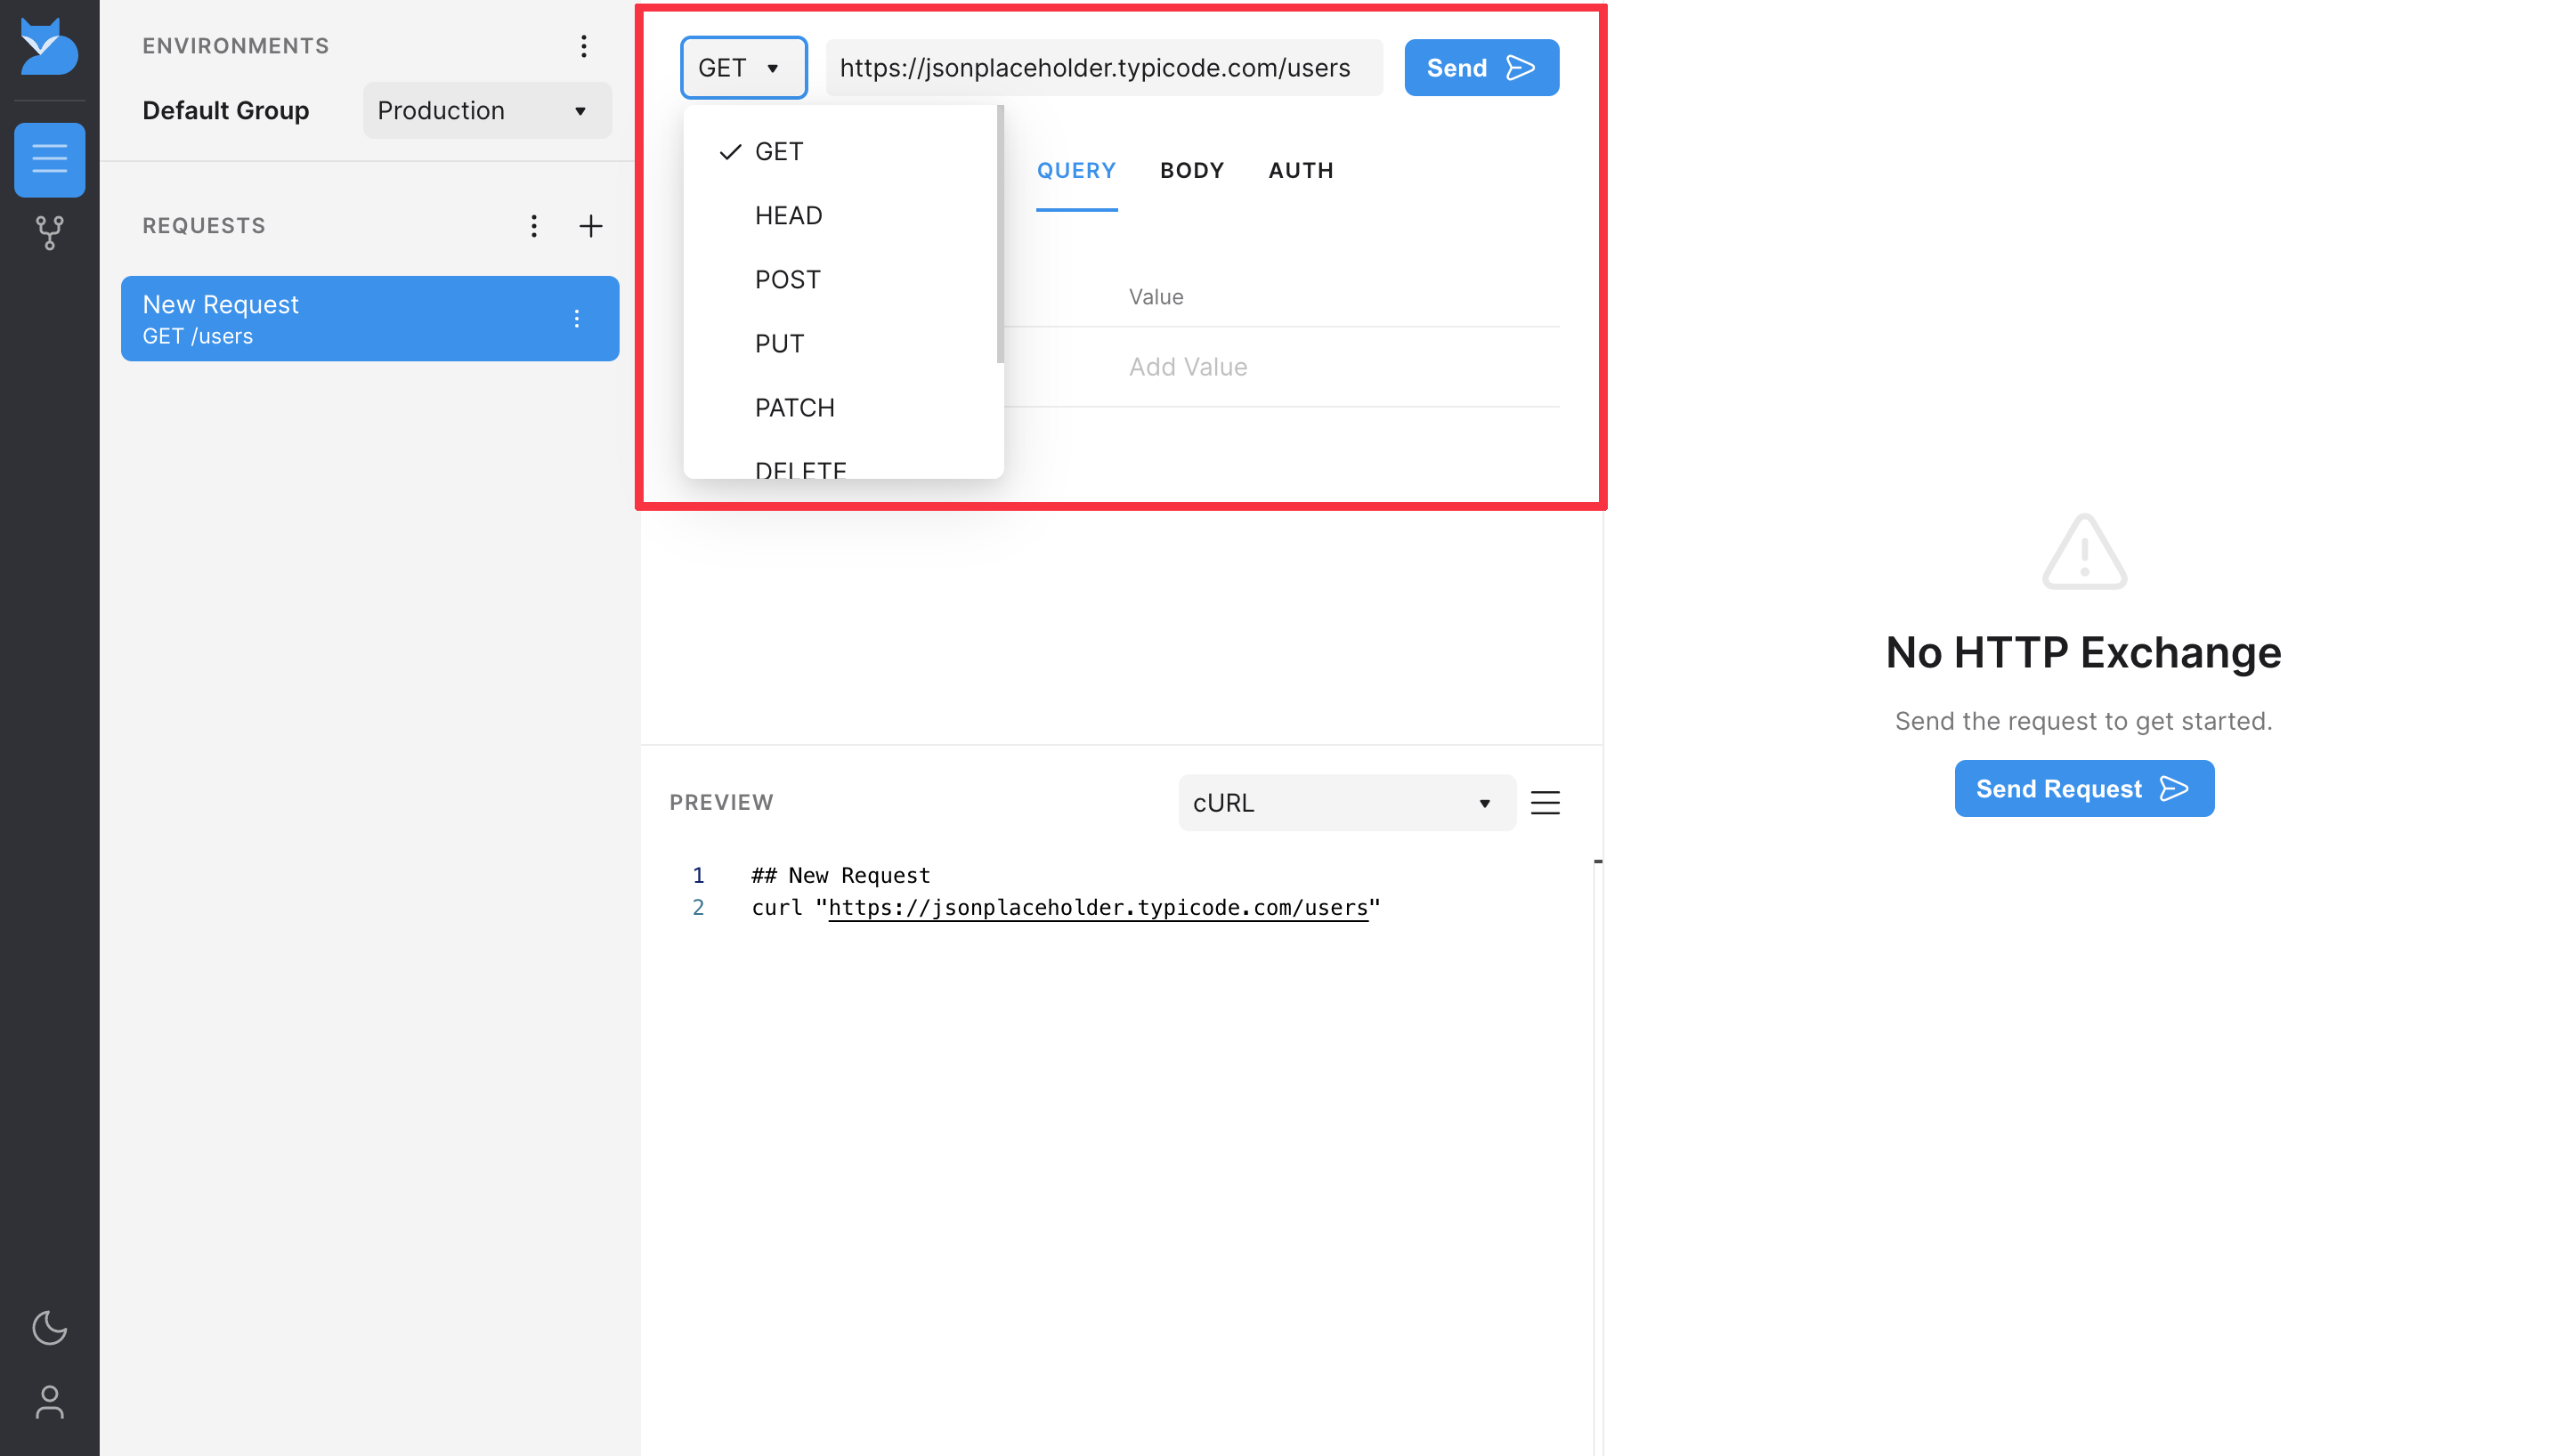 ENVIRONMENTS
Default Group
Production
REQUESTS
New Request
GET /users
GET
https://jsonplaceholder.typicode.com/users
Send
GET
HEAD
POST
PUT
PATCH
DELETE
QUERY
BODY
AUTH
Value
Add Value
PREVIEW
cURL
1 ## New Request
2 curl "https://jsonplaceholder.typicode.com/users"
No HTTP Exchange
Send the request to get started.
Send Request